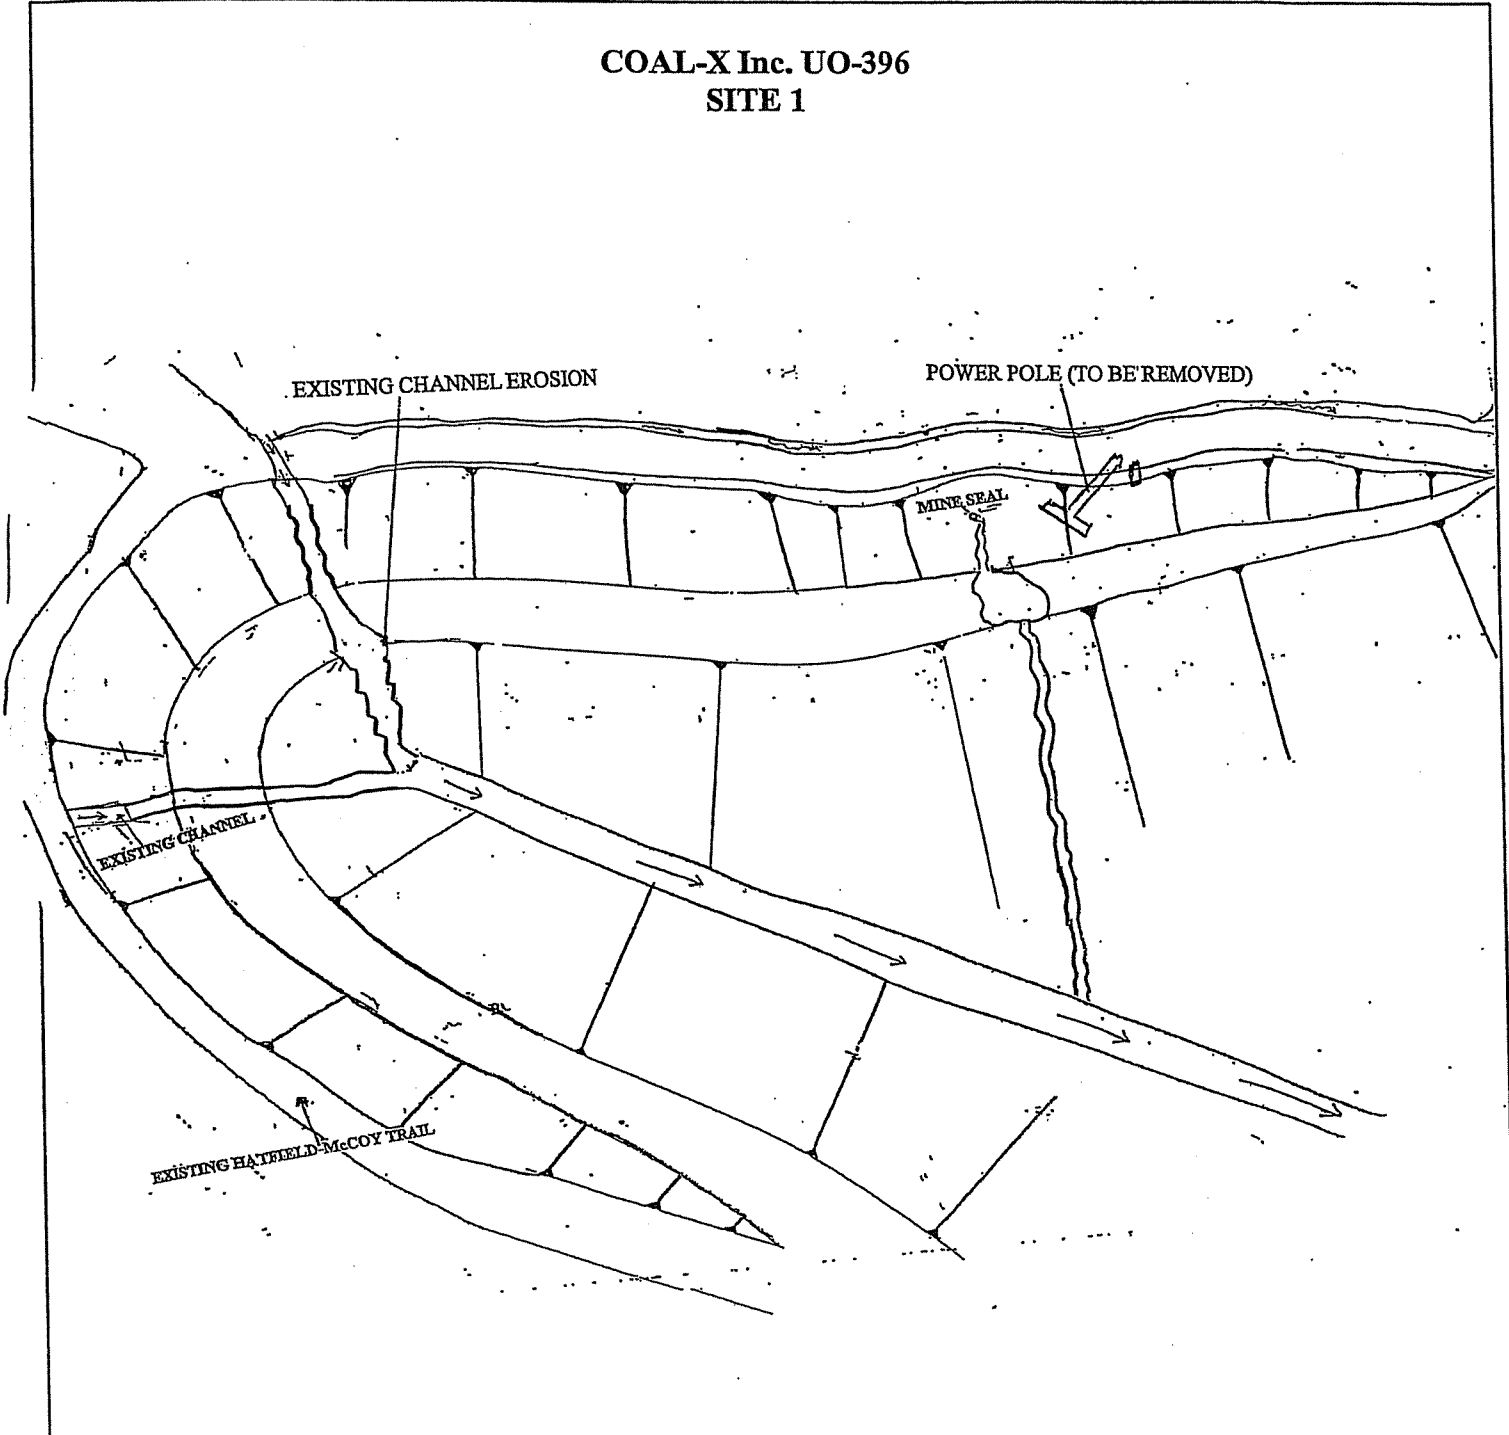 COAL-X Inc. UO-396
SITE 1
EXISTING CHANNEL EROSION
POWER POLE (TO BE REMOVED)
MINE SEAL
EXISTING CHANNEL
EXISTING HATFIELD-McCOY TRAIL